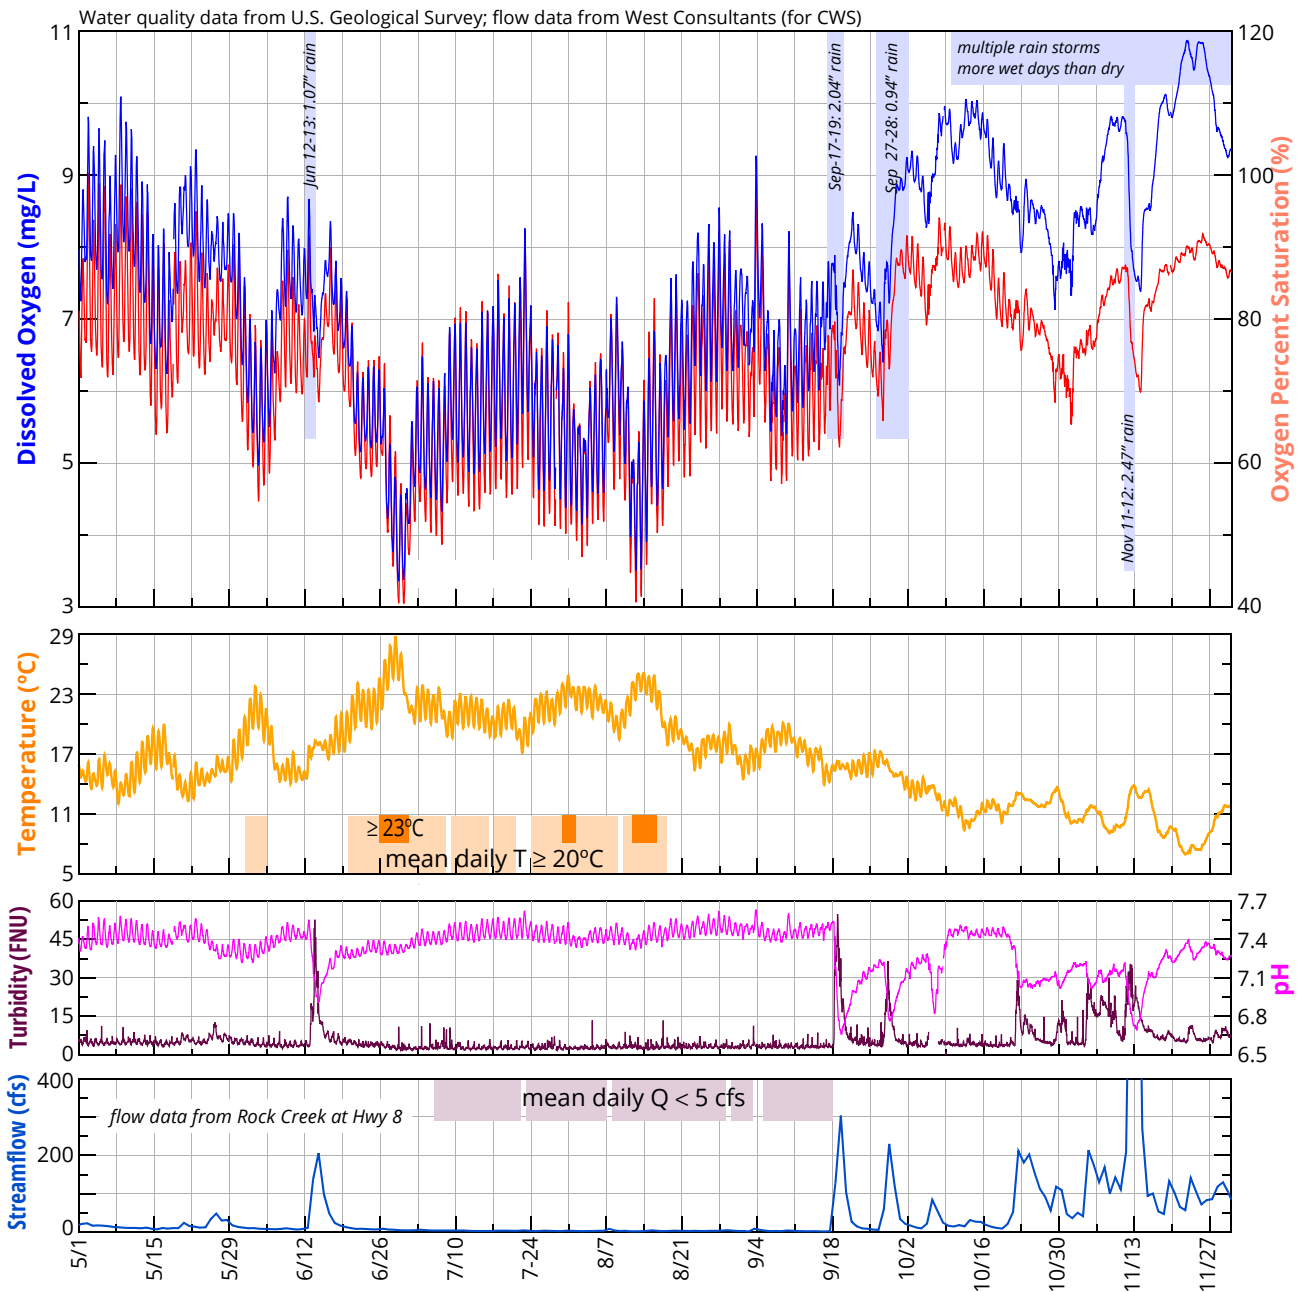 Water quality data from U.S. Geological Survey; flow data from West Consultants (for CWS)
11
9
7
5
3
Dissolved Oxygen (mg/L)
120
100
80
60
40
Oxygen Percent Saturation (%)
Jun 12-13: 1.07” rain
Sep-17-19: 2.04” rain
Sep 27-28: 0.94” rain
multiple rain storms
more wet days than dry
Nov 11-12: 2.47” rain
29
23
17
11
5
Temperature (ºC)
≥ 23ºC
mean daily T ≥ 20ºC
60
45
30
15
0
Turbidity (FNU)
7.7
7.4
7.1
6.8
6.5
pH
400
200
0
Streamflow (cfs)
flow data from Rock Creek at Hwy 8
mean daily Q < 5 cfs
5/1
5/15
5/29
6/12
6/26
7/10
7-24
8/7
8/21
9/4
9/18
10/2
10/16
10/30
11/13
11/27